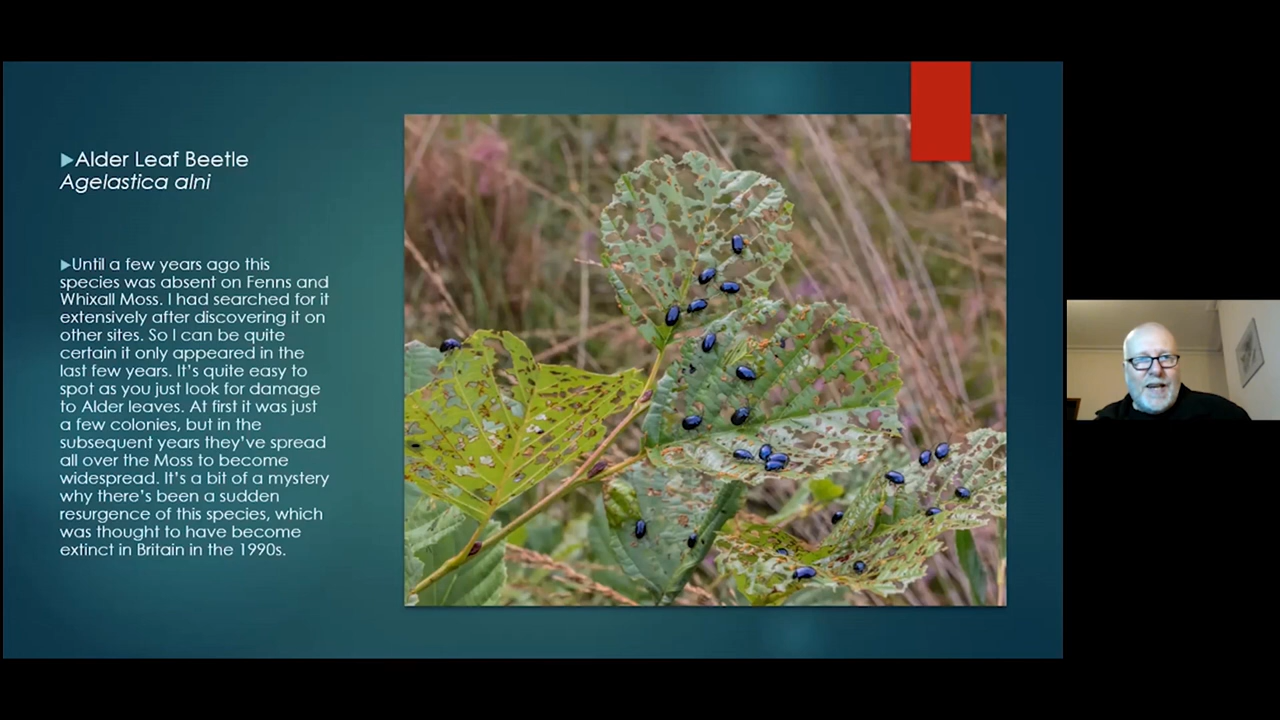 Alder Leaf Beetle
Agelastica alni
Until a few years ago this
species was absent on Fenns and
Whixall Moss. I had searched for it
extensively after discovering it on
other sites. So I can be quite
certain it only appeared in the
last few years. It's quite easy to
spot as you just look for damage
to Alder leaves. At first it was just
a few colonies, but in the
subsequent years they've spread
all over the Moss to become
widespread. It's a bit of a mystery
why there's been a sudden
resurgence of this species, which
was thought to have become
extinct in Britain in the 1990s.